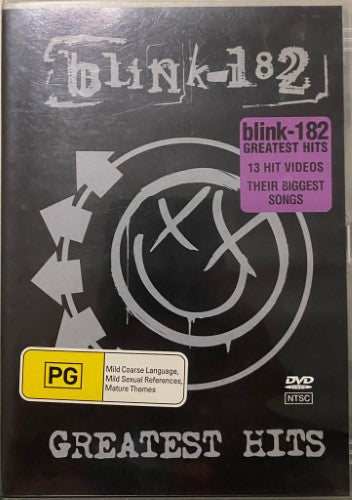 blink-182
blink-182
GREATEST HITS
13 HIT VIDEOS
THEIR BIGGEST
SONGS
PG
Mild Coarse Language,
Mild Sexual References,
Mature Themes
DVD
VIDEO
NTSC
GREATEST HITS